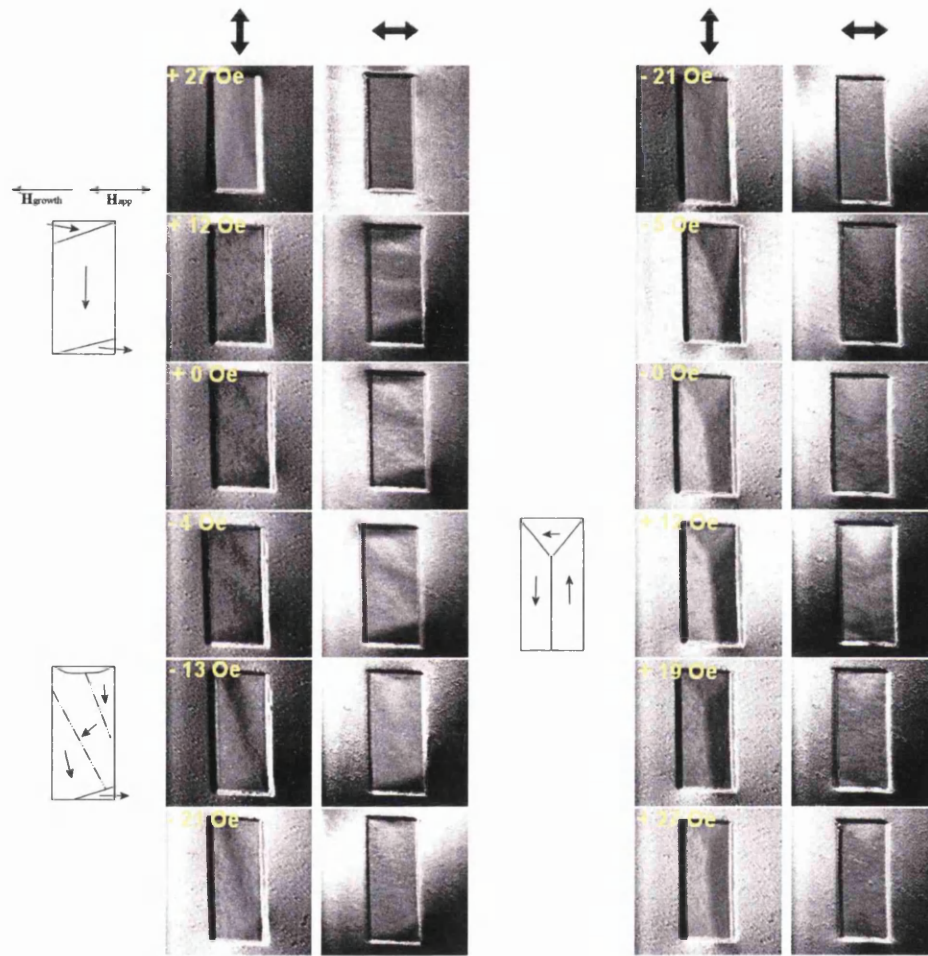 + 27 Oe
- 21 Oe
Hgrowth
Happ
+ 12 Oe
- 5 Oe
+ 0 Oe
- 0 Oe
- 4 Oe
+ 12 Oe
- 13 Oe
+ 19 Oe
+ 27 Oe